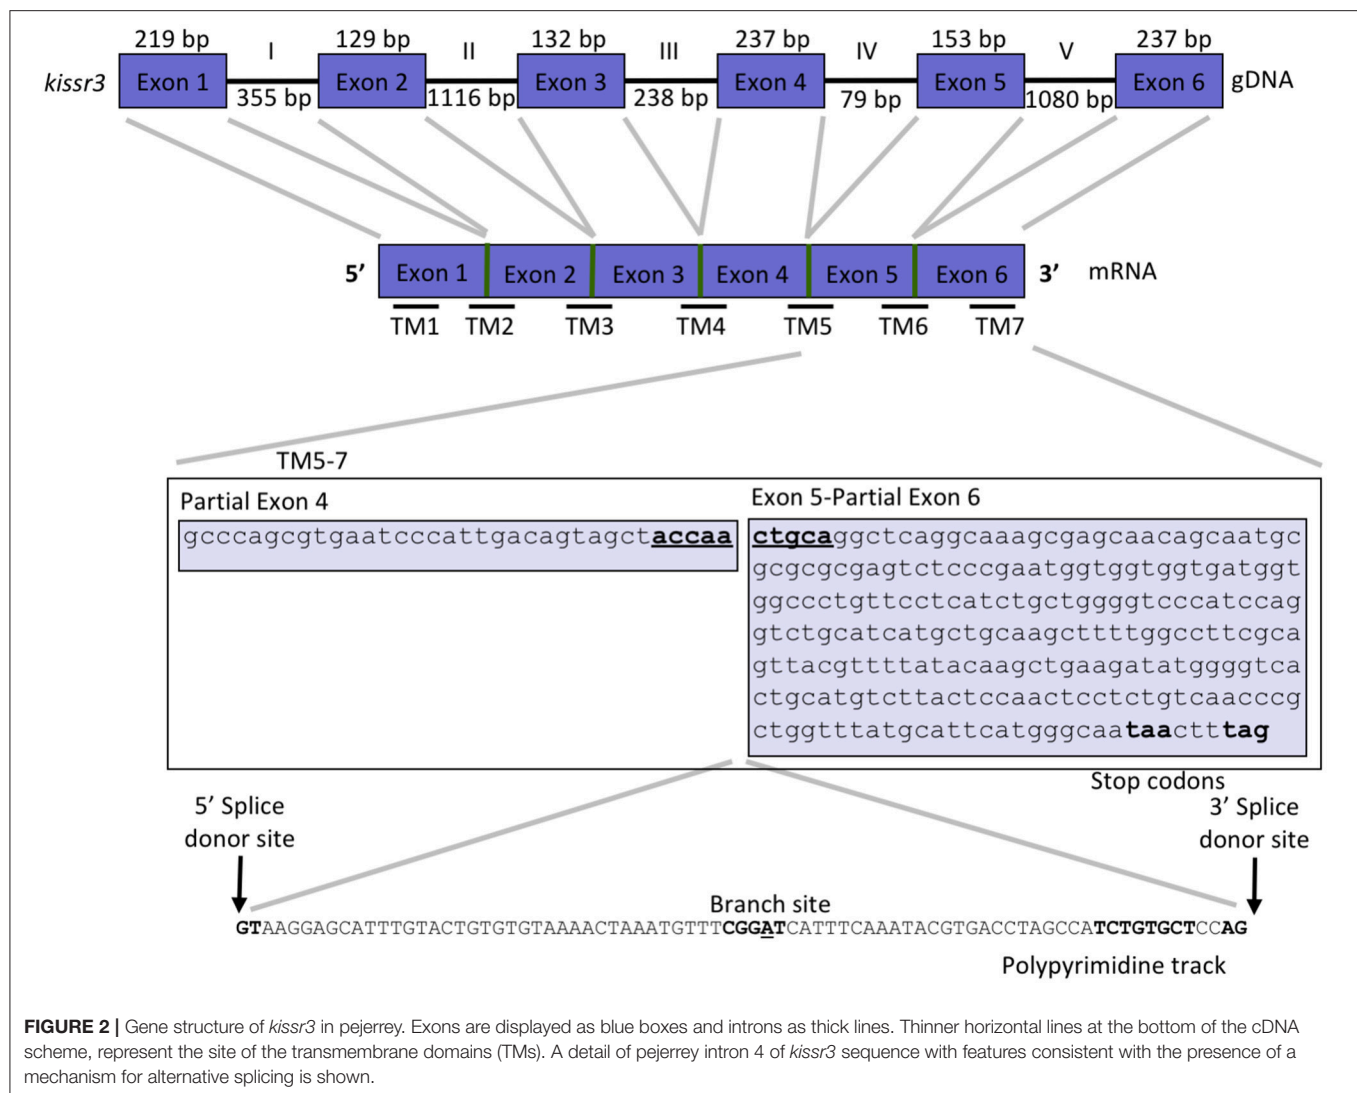 219 bp I 129 bp II 132 bp III 237 bp IV 153 bp V 237 bp
kissr3 Exon 1 Exon 2 Exon 3 Exon 4 Exon 5 Exon 6 gDNA
355 bp 1116 bp 238 bp 79 bp 1080 bp
5’ Exon 1 Exon 2 Exon 3 Exon 4 Exon 5 Exon 6 3’ mRNA
TM1 TM2 TM3 TM4 TM5 TM6 TM7
TM5-7
Partial Exon 4
gcccagcgtgaatcccattgacagtagctaccaa
Exon 5-Partial Exon 6
ctgcaggctcaggcaaagcgagcaacagcaatgc
gcgcgcgagtctcccgaatggtggtggtgatggt
ggccctgttcctcatctgctggggtcccatccag
gtctgcatcatgctgcaagcttttggccttcgca
gttacgttttatacaagctgaagatatggggtca
ctgcatgtcttactccaactcctctgtcaacccg
ctggtttatgcattcatgggcaataactttag
Stop codons
5’ Splice
donor site
3’ Splice
donor site
Branch site
GTAAGGAGCATTTGTACTGTGTGTAAAACTAAATGTTTCGGATCATTTCAAATACGTGACCTAGCCATCTGTGCTCCAG
Polypyrimidine track
FIGURE 2 | Gene structure of kissr3 in pejerrey. Exons are displayed as blue boxes and introns as thick lines. Thinner horizontal lines at the bottom of the cDNA
scheme, represent the site of the transmembrane domains (TMs). A detail of pejerrey intron 4 of kissr3 sequence with features consistent with the presence of a
mechanism for alternative splicing is shown.